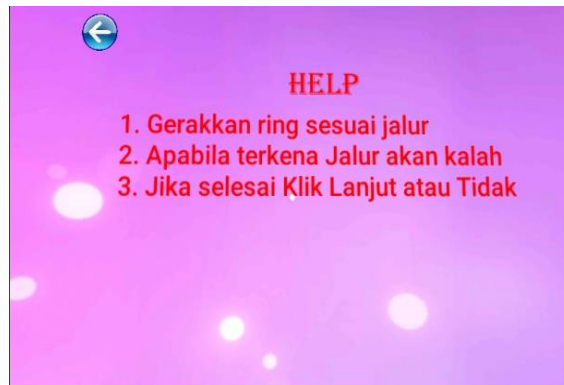 HELP
1. Gerakkan ring sesuai jalur
2. Apabila terkena Jalur akan kalah
3. Jika selesai Klik Lanjut atau Tidak